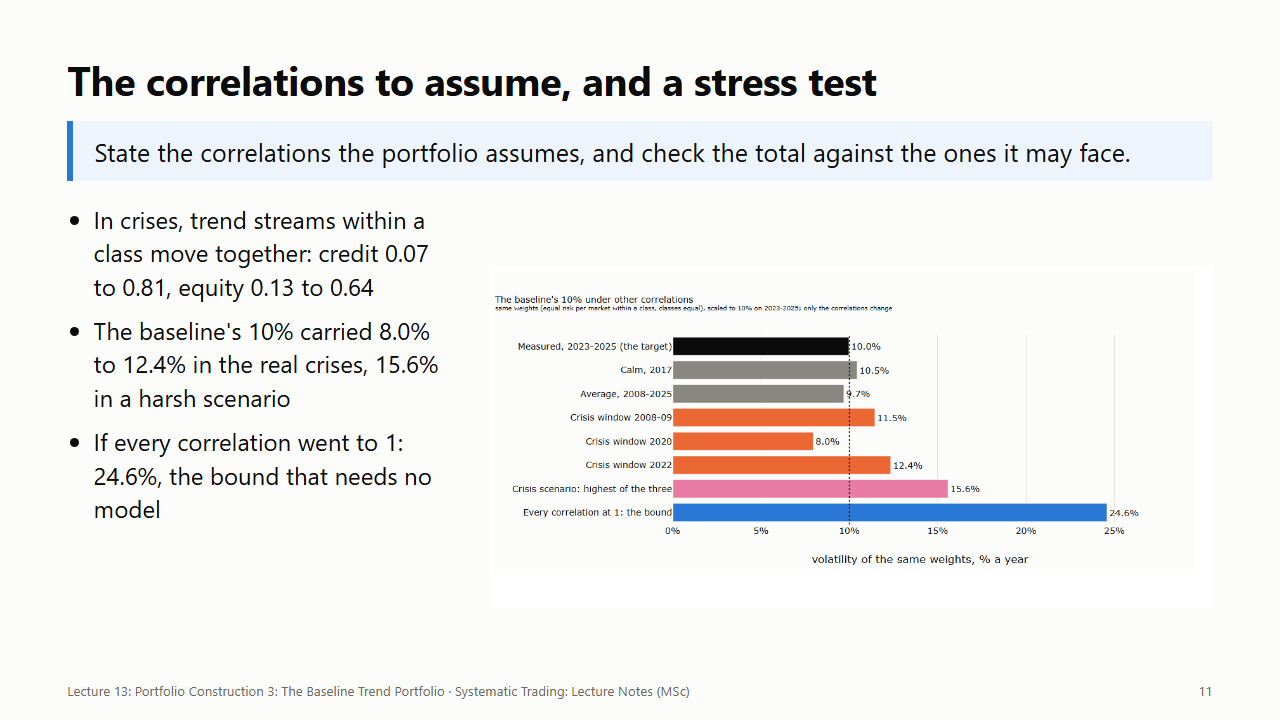 The correlations to assume, and a stress test
State the correlations the portfolio assumes, and check the total against the ones it may face.
• In crises, trend streams within a
class move together: credit 0.07
to 0.81, equity 0.13 to 0.64
• The baseline's 10% carried 8.0%
to 12.4% in the real crises, 15.6%
in a harsh scenario
• If every correlation went to 1:
24.6%, the bound that needs no
model
The baseline's 10% under other correlations
same weights (equal risk per market within a class, classes equal), scaled to 10% on 2023-2025; only the correlations change
Measured, 2023-2025 (the target) 10.0%
Calm, 2017 10.5%
Average, 2008-2025 9.7%
Crisis window 2008-09 11.5%
Crisis window 2020 8.0%
Crisis window 2022 12.4%
Crisis scenario: highest of the three 15.6%
Every correlation at 1: the bound 24.6%
0% 5% 10% 15% 20% 25%
volatility of the same weights, % a year
Lecture 13: Portfolio Construction 3: The Baseline Trend Portfolio · Systematic Trading: Lecture Notes (MSc) 11